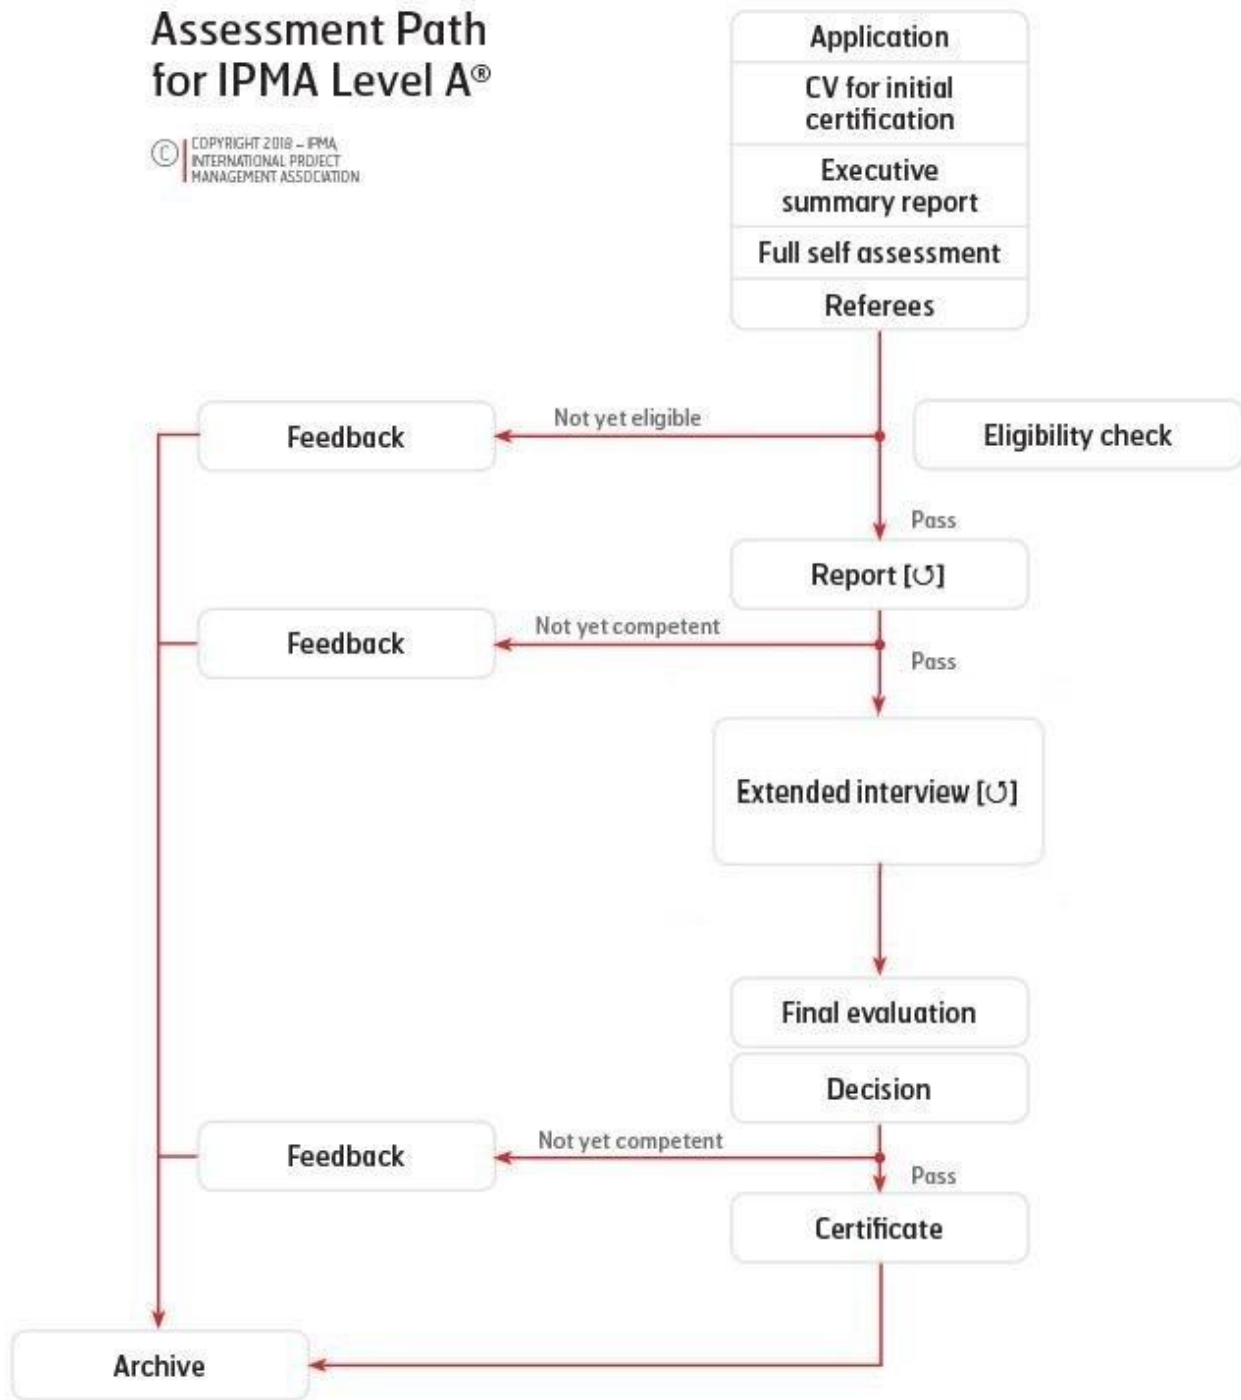 Assessment Path
for IPMA Level A®
© COPYRIGHT 2018 – IPMA,
INTERNATIONAL PROJECT
MANAGEMENT ASSOCIATION
Application
CV for initial
certification
Executive
summary report
Full self assessment
Referees
Feedback
Not yet eligible
Eligibility check
Pass
Report [↺]
Feedback
Not yet competent
Pass
Extended interview [↺]
Final evaluation
Decision
Feedback
Not yet competent
Pass
Certificate
Archive